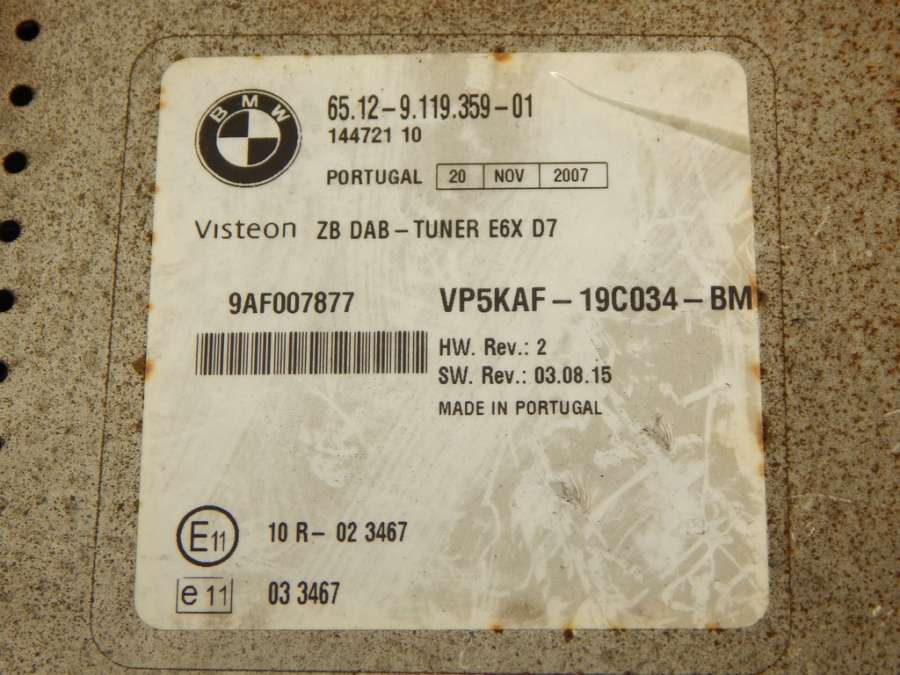 BMW
65.12-9.119.359-01
144721 10
PORTUGAL 20 NOV 2007
Visteon ZB DAB-TUNER E6X D7
9AF007877 VP5KAF-19C034-BM
HW. Rev.: 2
SW. Rev.: 03.08.15
MADE IN PORTUGAL
E11 10 R- 02 3467
e 11 03 3467